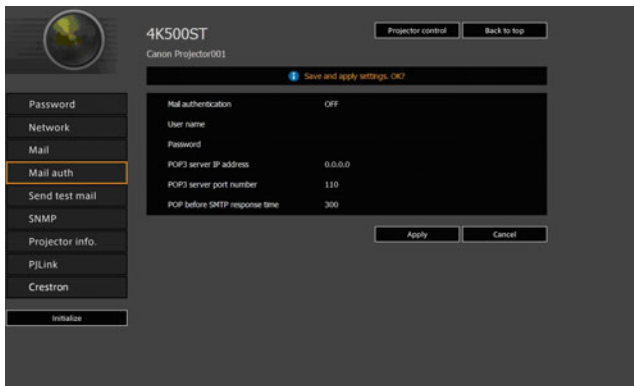 4K500ST
Projector control
Back to top
Canon Projector001
Save and apply settings. OK?
Password
Network
Mail
Mail auth
Send test mail
SNMP
Projector info.
PJLink
Crestron
Initialize
Mail authentication OFF
User name
Password
POP3 server IP address 0.0.0.0
POP3 server port number 110
POP before SMTP response time 300
Apply
Cancel